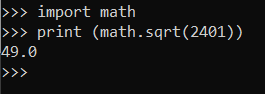 >>> import math
>>> print (math.sqrt(2401))
49.0
>>>